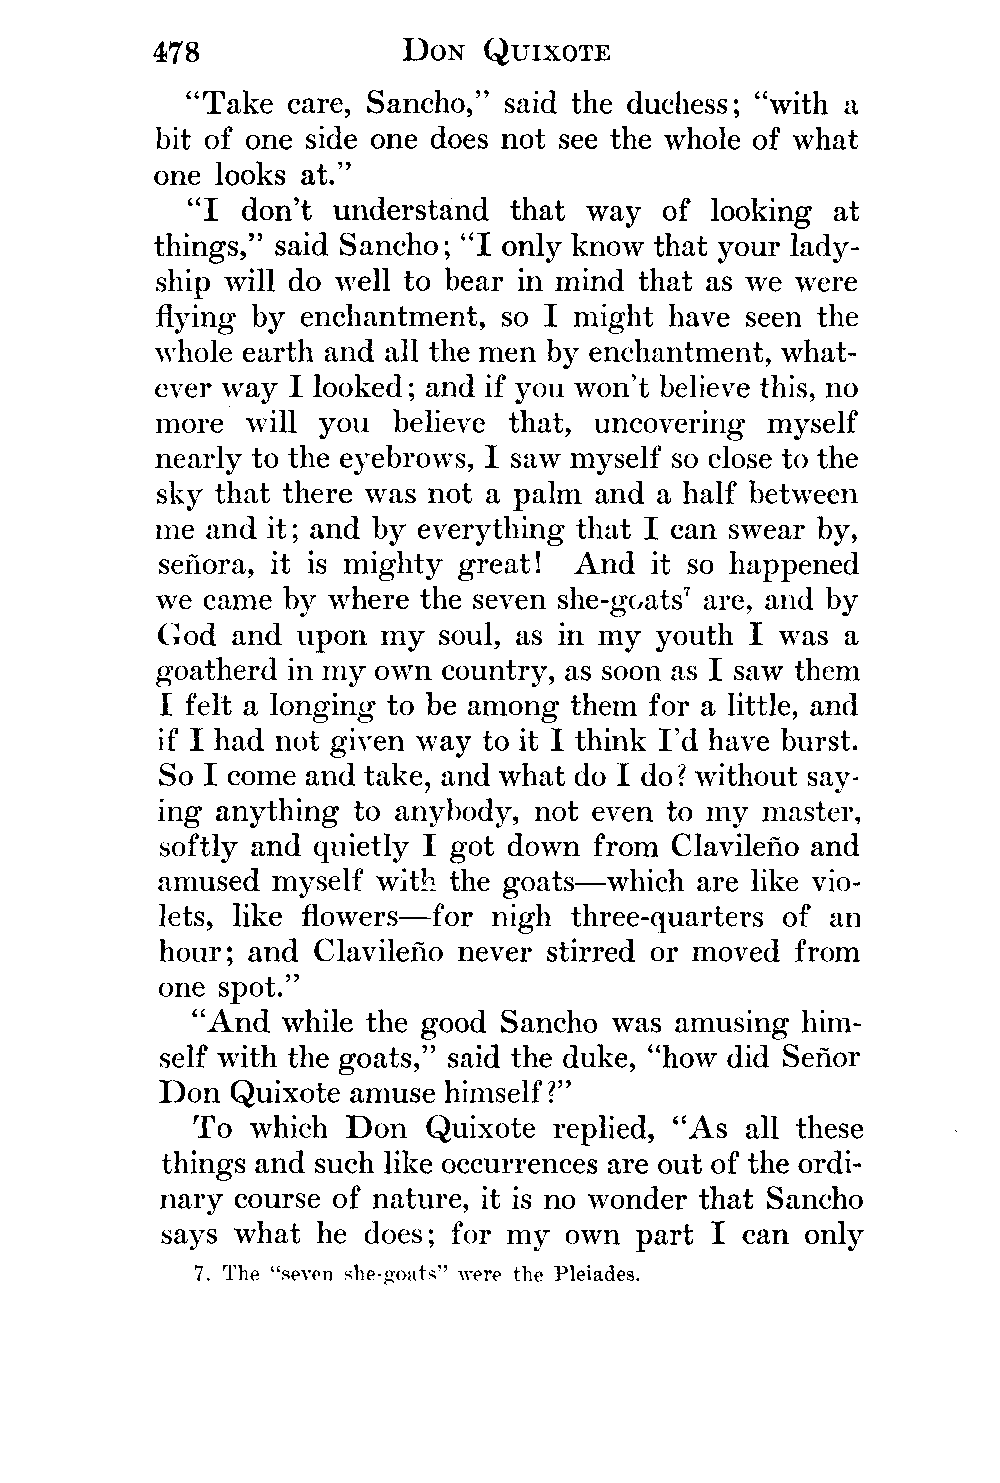 478 DON QUIXOTE
“Take care, Sancho,” said the duchess; “with a
bit of one side one does not see the whole of what
one looks at.”
“I don’t understand that way of looking at
things,” said Sancho; “I only know that your lady-
ship will do well to bear in mind that as we were
flying by enchantment, so I might have seen the
whole earth and all the men by enchantment, what-
ever way I looked; and if you won’t believe this, no
more will you believe that, uncovering myself
nearly to the eyebrows, I saw myself so close to the
sky that there was not a palm and a half between
me and it; and by everything that I can swear by,
señora, it is mighty great! And it so happened
we came by where the seven she-goats⁷ are, and by
God and upon my soul, as in my youth I was a
goatherd in my own country, as soon as I saw them
I felt a longing to be among them for a little, and
if I had not given way to it I think I’d have burst.
So I come and take, and what do I do? without say-
ing anything to anybody, not even to my master,
softly and quietly I got down from Clavileño and
amused myself with the goats—which are like vio-
lets, like flowers—for nigh three-quarters of an
hour; and Clavileño never stirred or moved from
one spot.”
“And while the good Sancho was amusing him-
self with the goats,” said the duke, “how did Señor
Don Quixote amuse himself?”
To which Don Quixote replied, “As all these
things and such like occurrences are out of the ordi-
nary course of nature, it is no wonder that Sancho
says what he does; for my own part I can only
7. The “seven she-goats” were the Pleiades.